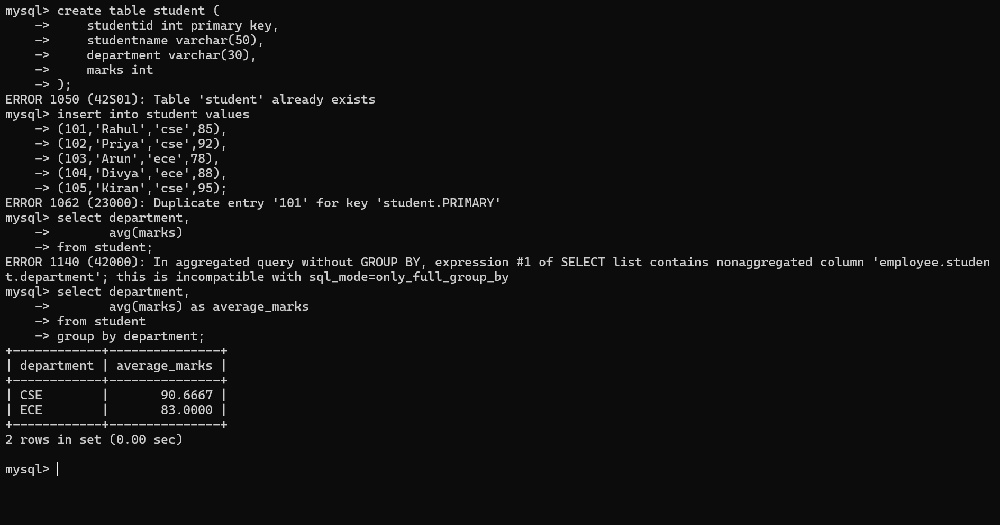 mysql> create table student (
    ->     studentid int primary key,
    ->     studentname varchar(50),
    ->     department varchar(30),
    ->     marks int
    -> );
ERROR 1050 (42S01): Table 'student' already exists
mysql> insert into student values
    -> (101,'Rahul','cse',85),
    -> (102,'Priya','cse',92),
    -> (103,'Arun','ece',78),
    -> (104,'Divya','ece',88),
    -> (105,'Kiran','cse',95);
ERROR 1062 (23000): Duplicate entry '101' for key 'student.PRIMARY'
mysql> select department,
    ->        avg(marks)
    -> from student;
ERROR 1140 (42000): In aggregated query without GROUP BY, expression #1 of SELECT list contains nonaggregated column 'employee.studen
t.department'; this is incompatible with sql_mode=only_full_group_by
mysql> select department,
    ->        avg(marks) as average_marks
    -> from student
    -> group by department;
+------------+---------------+
| department | average_marks |
+------------+---------------+
| CSE        |       90.6667 |
| ECE        |       83.0000 |
+------------+---------------+
2 rows in set (0.00 sec)

mysql>